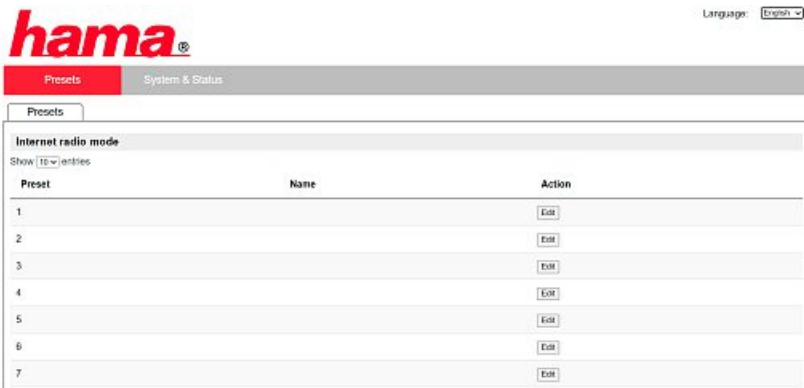 Language: English
hama®
Presets System & Status
Presets
Internet radio mode
Show 10 entries
Preset Name Action
1 Edit
2 Edit
3 Edit
4 Edit
5 Edit
6 Edit
7 Edit